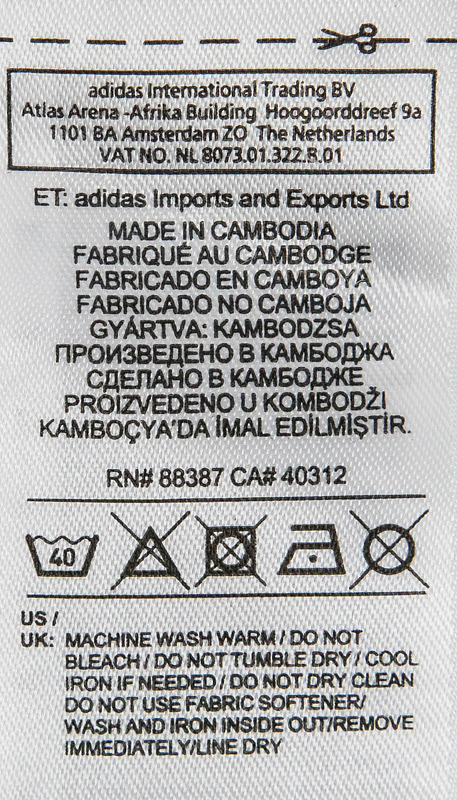 adidas International Trading BV
Atlas Arena -Afrika Building Hoogoorddreef 9a
1101 BA Amsterdam ZO The Netherlands
VAT NO. NL 8073.01.322.B.01
ET: adidas Imports and Exports Ltd
MADE IN CAMBODIA
FABRIQUÉ AU CAMBODGE
FABRICADO EN CAMBOYA
FABRICADO NO CAMBOJA
GYÁRTVA: KAMBODZSA
ПРОИЗВЕДЕНО В КАМБОДЖА
СДЕЛАНО В КАМБОДЖЕ
PROIZVEDENO U KOMBODŽI
KAMBOÇYA'DA İMAL EDİLMİŞTİR.
RN# 88387 CA# 40312
40
US /
UK: MACHINE WASH WARM / DO NOT
BLEACH / DO NOT TUMBLE DRY / COOL
IRON IF NEEDED / DO NOT DRY CLEAN
DO NOT USE FABRIC SOFTENER/
WASH AND IRON INSIDE OUT/REMOVE
IMMEDIATELY/LINE DRY